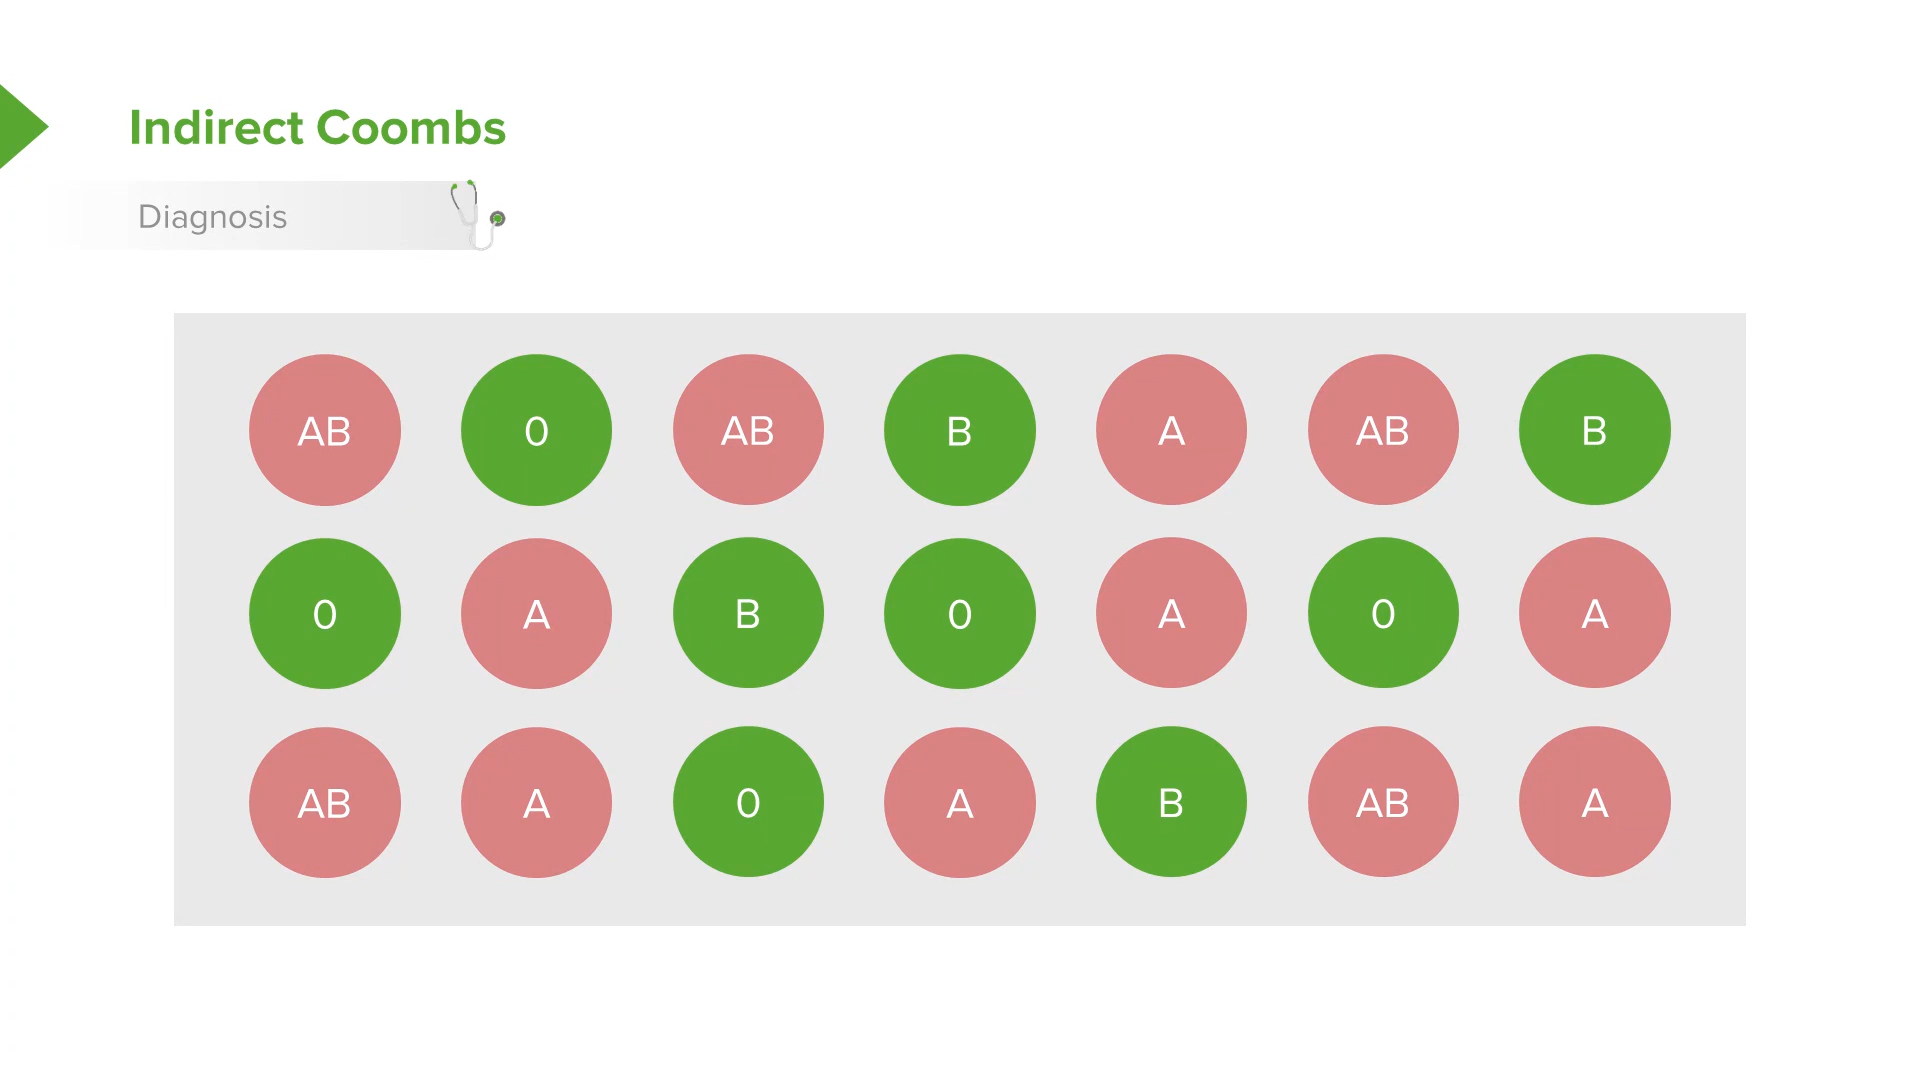 Indirect Coombs
Diagnosis
AB 0 AB B A AB B
0 A B 0 A 0 A
AB A 0 A B AB A